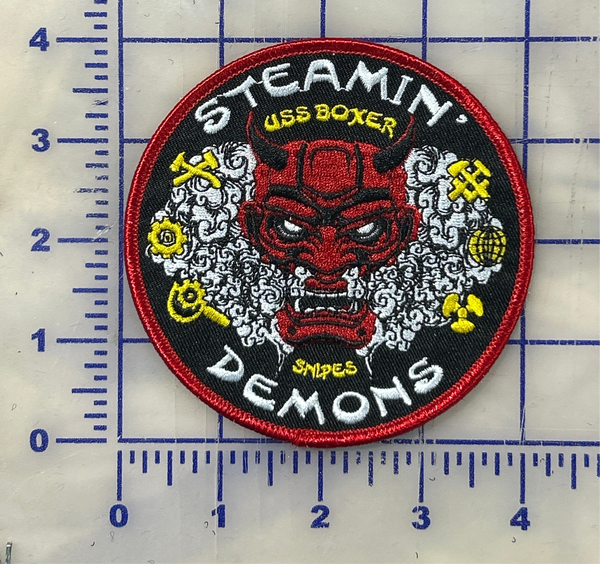 STEAMIN'
USS BOXER
SNIPES
DEMONS
4
3
2
1
0
0 1 2 3 4